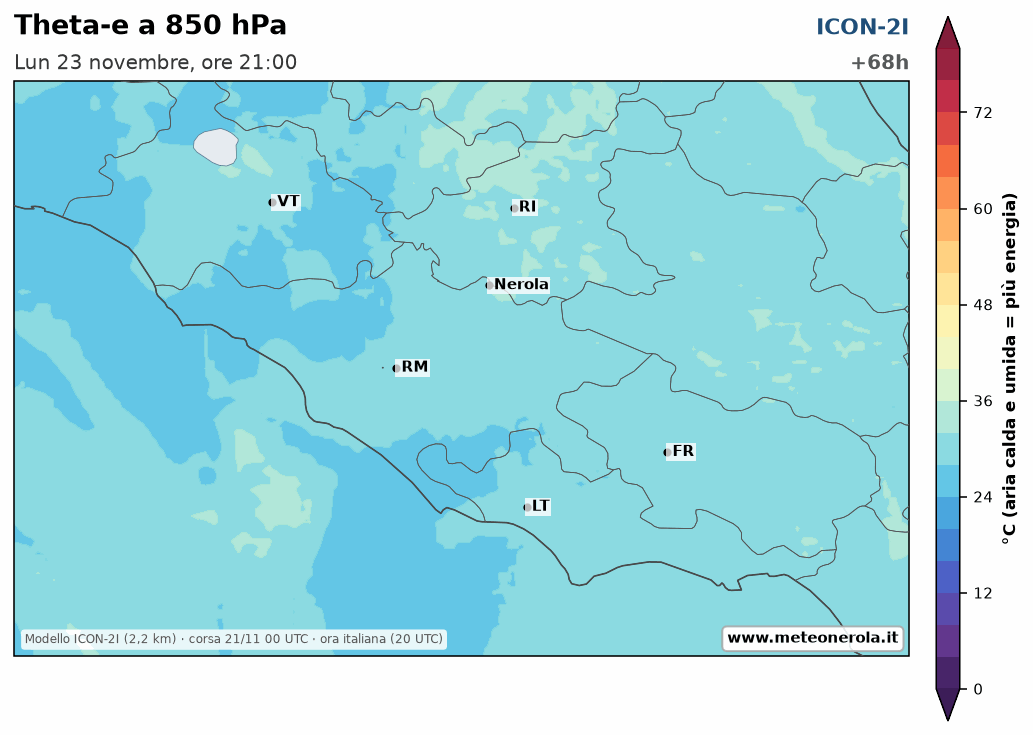 Theta-e a 850 hPa
ICON-2I
Lun 23 novembre, ore 21:00
+68h
VT
RI
Nerola
RM
FR
LT
72
60
48
36
24
12
0
°C (aria calda e umida = più energia)
Modello ICON-2I (2,2 km) · corsa 21/11 00 UTC · ora italiana (20 UTC)
www.meteonerola.it